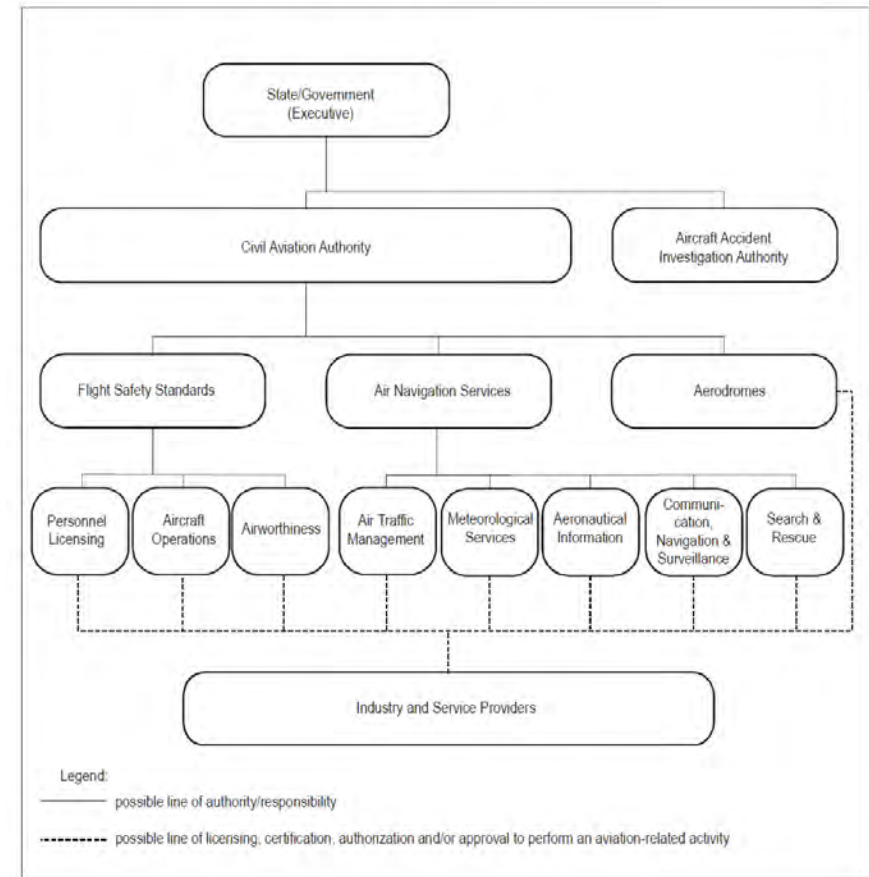 State/Government
(Executive)
Civil Aviation Authority
Aircraft Accident
Investigation Authority
Flight Safety Standards
Air Navigation Services
Aerodromes
Personnel
Licensing
Aircraft
Operations
Airworthiness
Air Traffic
Management
Meteorological
Services
Aeronautical
Information
Communi-
cation,
Navigation &
Surveillance
Search &
Rescue
Industry and Service Providers
Legend:
possible line of authority/responsibility
possible line of licensing, certification, authorization and/or approval to perform an aviation-related activity